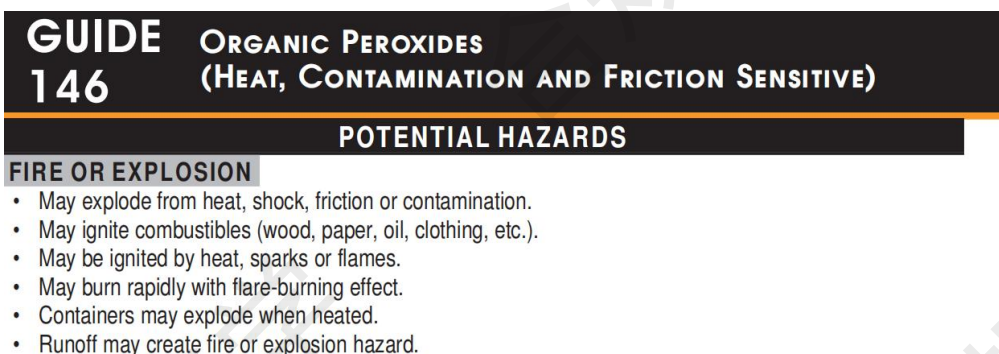 GUIDE
146
ORGANIC PEROXIDES
(HEAT, CONTAMINATION AND FRICTION SENSITIVE)
POTENTIAL HAZARDS
FIRE OR EXPLOSION
• May explode from heat, shock, friction or contamination.
• May ignite combustibles (wood, paper, oil, clothing, etc.).
• May be ignited by heat, sparks or flames.
• May burn rapidly with flare-burning effect.
• Containers may explode when heated.
• Runoff may create fire or explosion hazard.